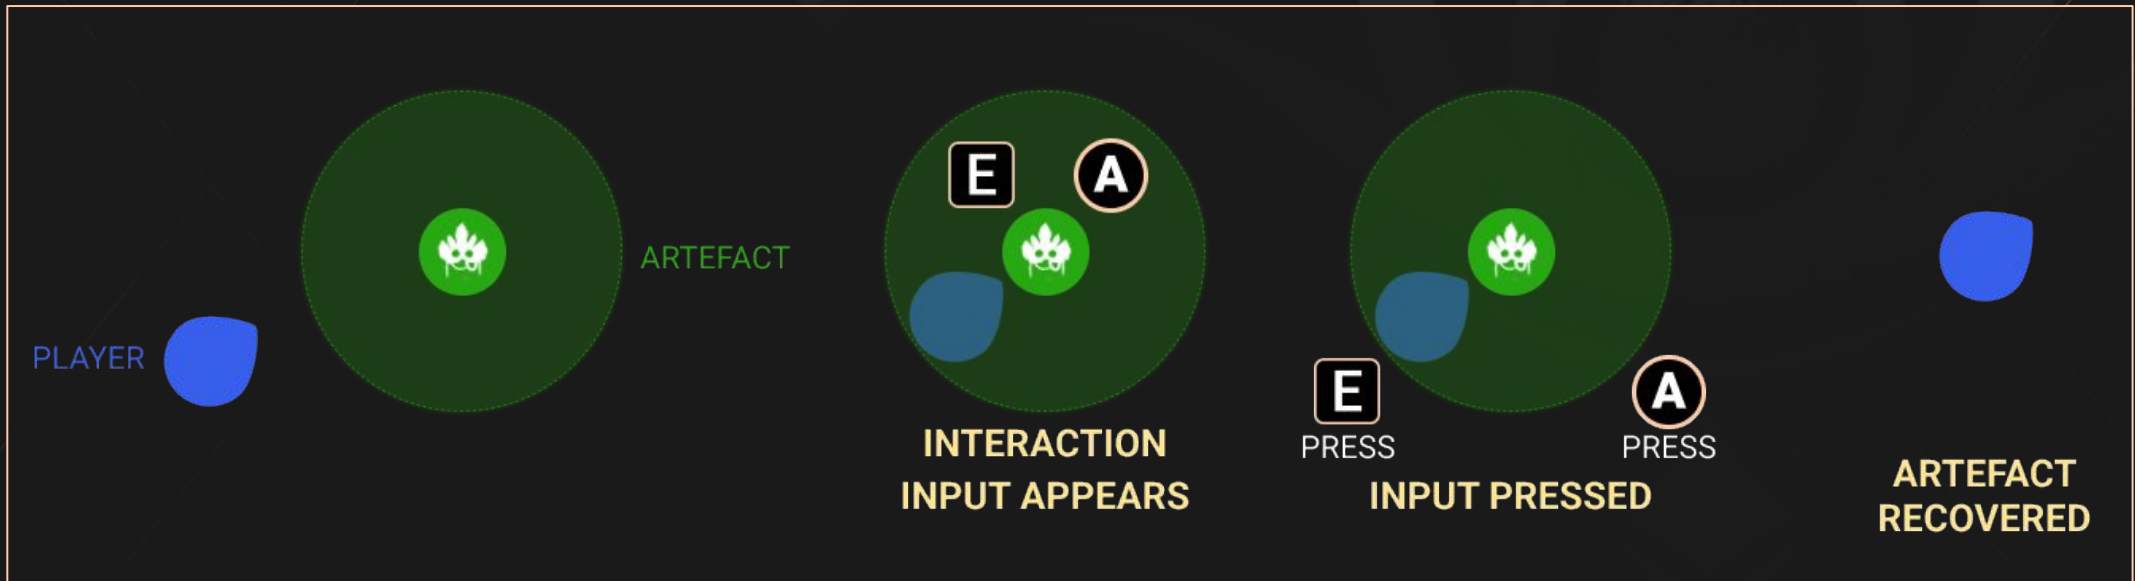 PLAYER
ARTEFACT
E
A
INTERACTION
INPUT APPEARS
E
PRESS
A
PRESS
INPUT PRESSED
ARTEFACT
RECOVERED